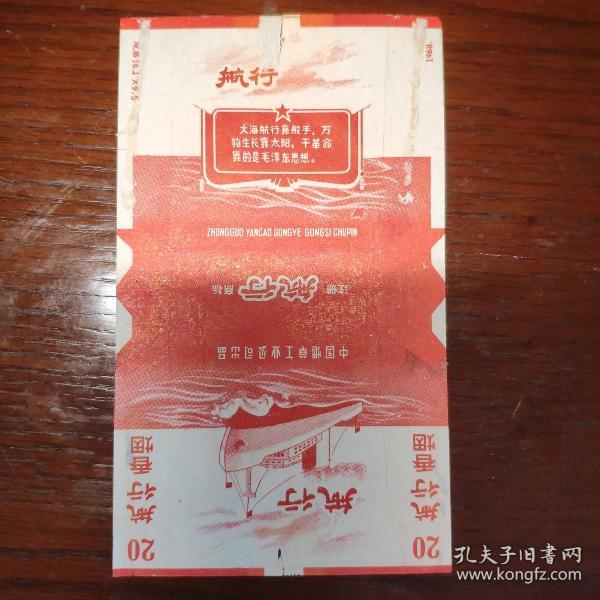 1968.
航行
大海航行靠舵手，万
物生长靠太阳，干革命
靠的是毛泽东思想。
ZHONGGUO YANCAO GONGYE GONGSI CHUPIN
注册 航行 商标
中国烟草工业公司出品
航行
20 航行香烟
20 航行香烟
孔夫子旧书网
www.kongfz.com